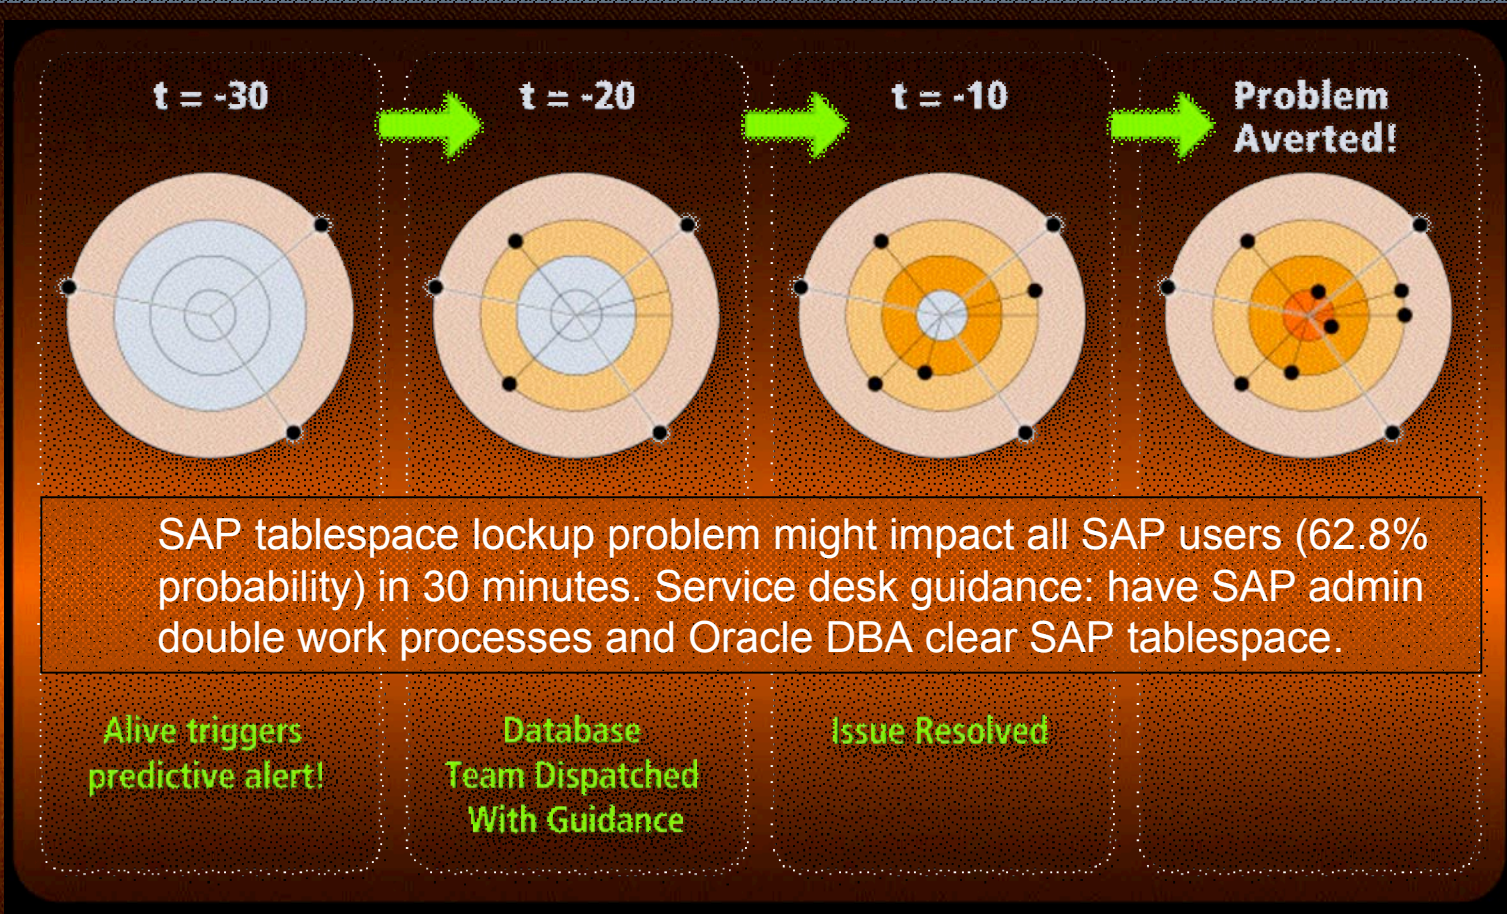 t = -30
t = -20
t = -10
Problem
Averted!
SAP tablespace lockup problem might impact all SAP users (62.8%
probability) in 30 minutes. Service desk guidance: have SAP admin
double work processes and Oracle DBA clear SAP tablespace.
Alive triggers
predictive alert!
Database
Team Dispatched
With Guidance
Issue Resolved